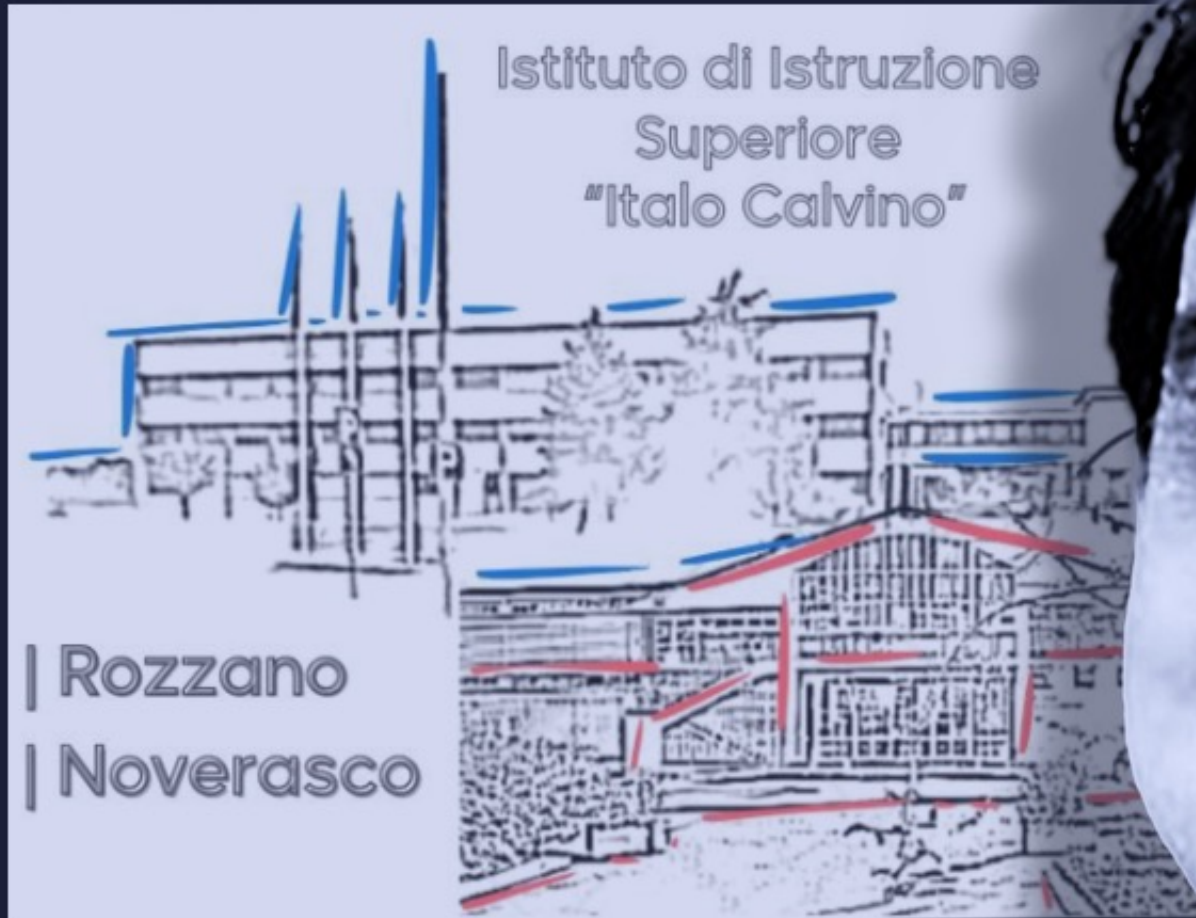 Istituto di Istruzione
Superiore
“Italo Calvino”
| Rozzano
| Noverasco